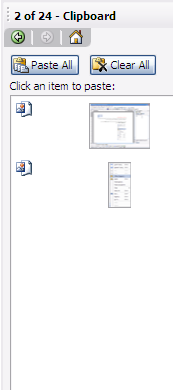 2 of 24 - Clipboard
Paste All
Clear All
Click an item to paste: